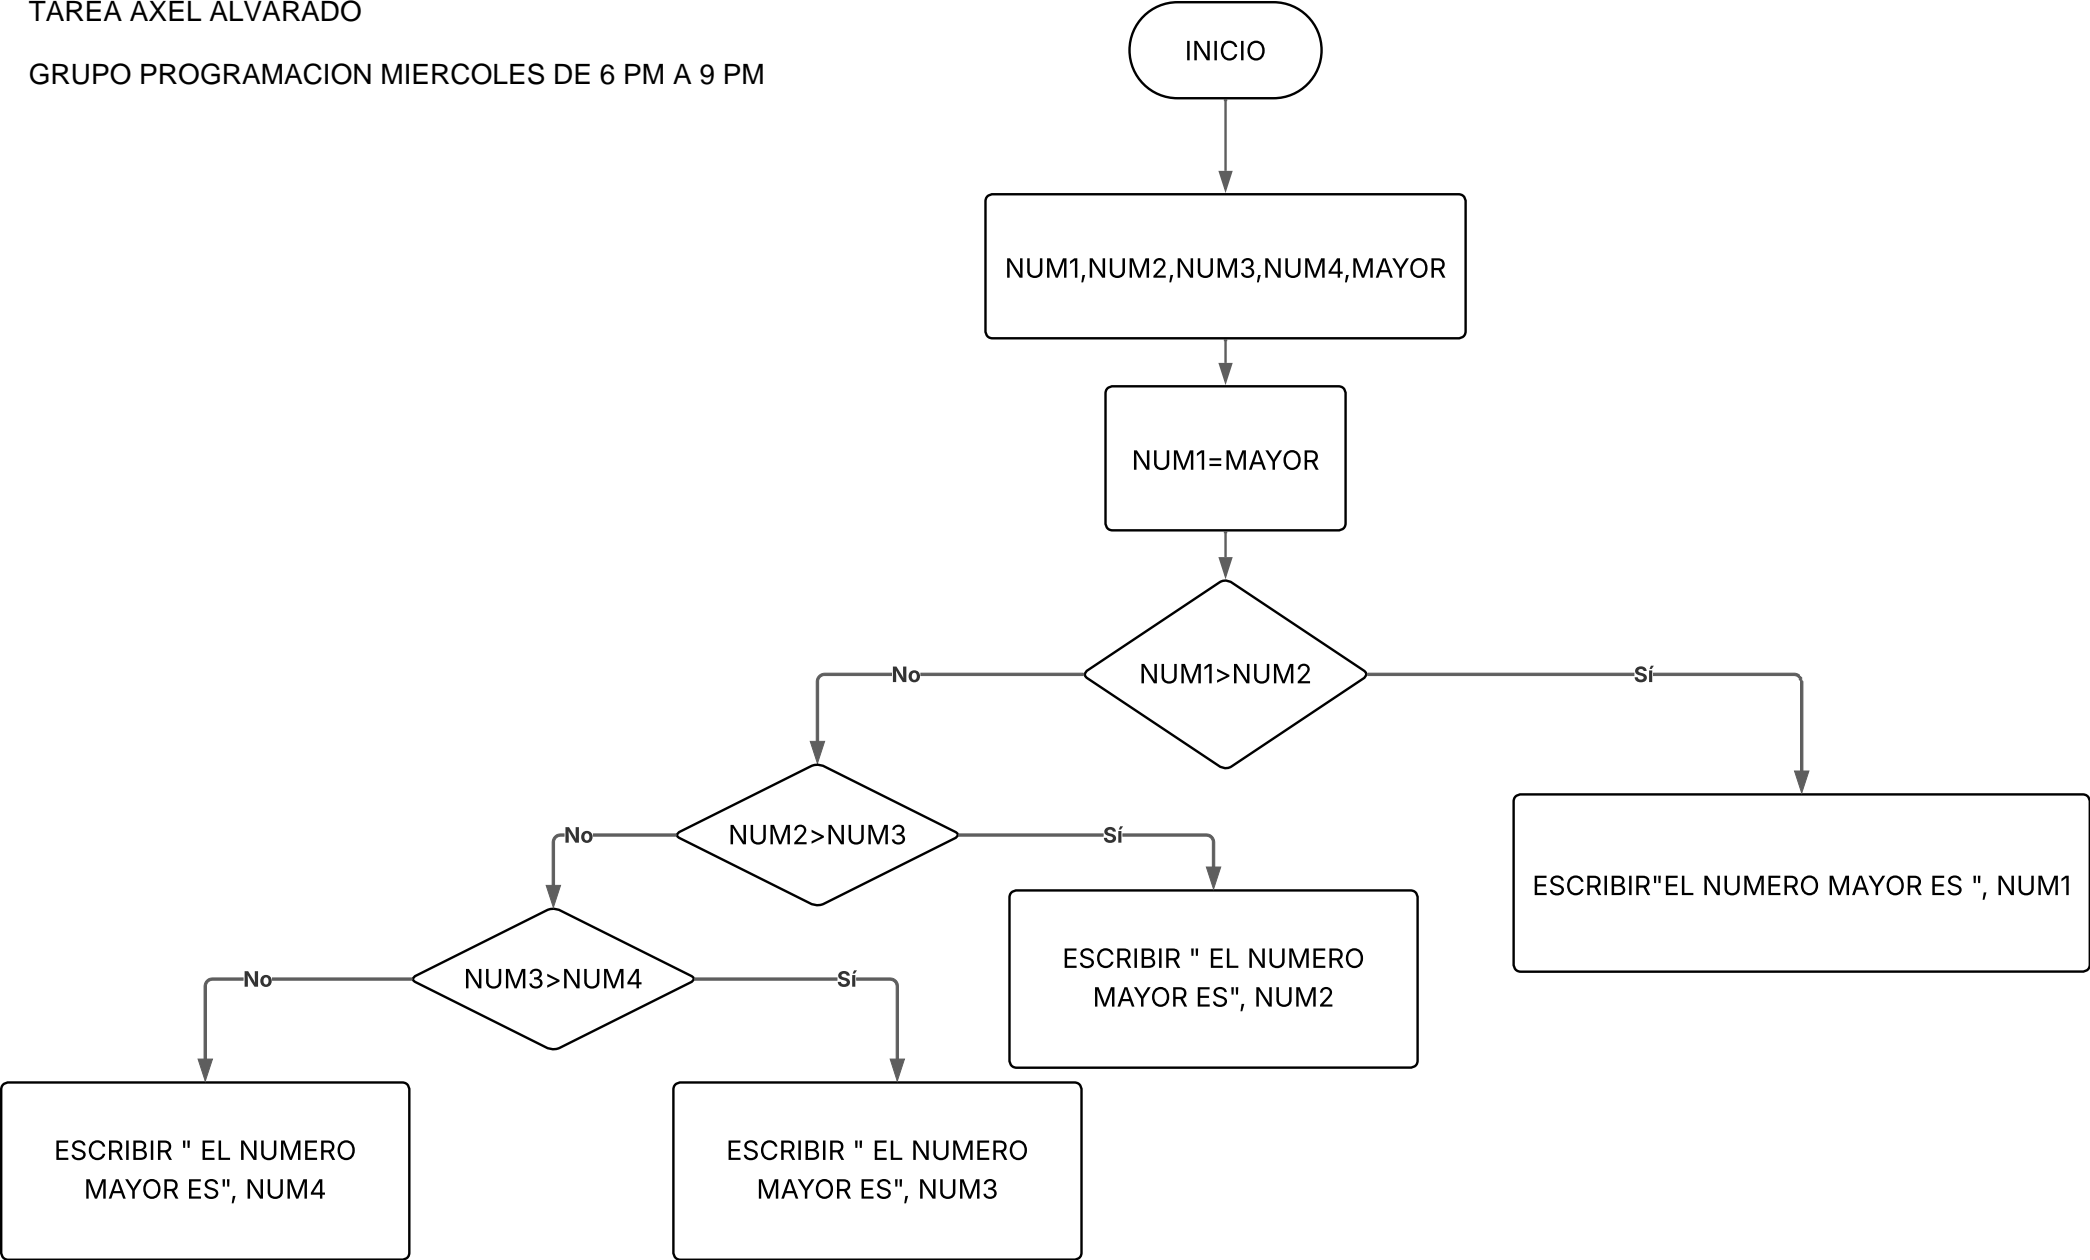 TAREA AXEL ALVARADO
GRUPO PROGRAMACION MIERCOLES DE 6 PM A 9 PM
INICIO
NUM1,NUM2,NUM3,NUM4,MAYOR
NUM1=MAYOR
NUM1>NUM2
No
Sí
NUM2>NUM3
No
Sí
ESCRIBIR"EL NUMERO MAYOR ES ", NUM1
NUM3>NUM4
No
Sí
ESCRIBIR " EL NUMERO
MAYOR ES", NUM2
ESCRIBIR " EL NUMERO
MAYOR ES", NUM4
ESCRIBIR " EL NUMERO
MAYOR ES", NUM3